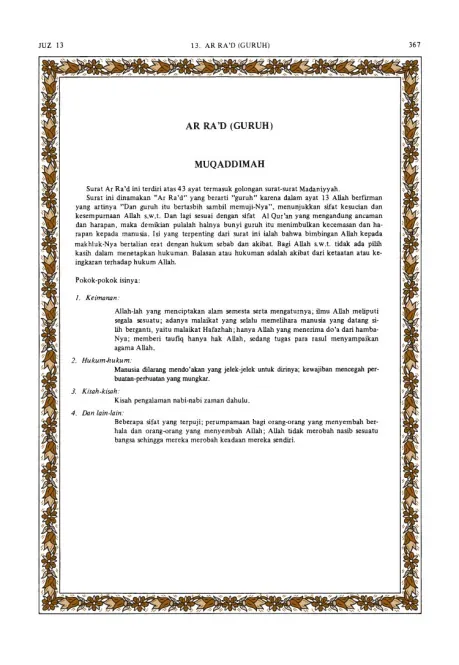 JUZ 13 13. AR RA'D (GURUH) 367
AR RA'D (GURUH)
MUQADDIMAH
Surat Ar Ra'd ini terdiri atas 43 ayat termasuk golongan surat-surat Madaniyyah.
Surat ini dinamakan "Ar Ra'd" yang berarti "guruh" karena dalam ayat 13 Allah berfirman
yang artinya "Dan guruh itu bertasbih sambil memuji-Nya", menunjukkan sifat kesucian dan
kesempurnaan Allah s.w.t. Dan lagi sesuai dengan sifat Al Qur'an yang mengandung ancaman
dan harapan, maka demikian pulalah halnya bunyi guruh itu menimbulkan kecemasan dan ha-
rapan kepada manusia. Isi yang terpenting dari surat ini ialah bahwa bimbingan Allah kepada
makhluk-Nya bertalian erat dengan hukum sebab dan akibat. Bagi Allah s.w.t. tidak ada pilih
kasih dalam menetapkan hukuman. Balasan atau hukuman adalah akibat dari ketaatan atau ke-
ingkaran terhadap hukum Allah.
Pokok-pokok isinya:
1. Keimanan:
Allah-lah yang menciptakan alam semesta serta mengaturnya; ilmu Allah meliputi
segala sesuatu; adanya malaikat yang selalu memelihara manusia yang datang si-
lih berganti, yaitu malaikat Hafazhah; hanya Allah yang menerima do'a dari hamba-
Nya; memberi taufiq hanya hak Allah, sedang tugas para rasul menyampaikan
agama Allah.
2. Hukum-hukum:
Manusia dilarang mendo'akan yang jelek-jelek untuk dirinya; kewajiban mencegah per-
buatan-perbuatan yang mungkar.
3. Kisah-kisah:
Kisah pengalaman nabi-nabi zaman dahulu.
4. Dan lain-lain:
Beberapa sifat yang terpuji; perumpamaan bagi orang-orang yang menyembah ber-
hala dan orang-orang yang menyembah Allah; Allah tidak merobah nasib sesuatu
bangsa sehingga mereka merobah keadaan mereka sendiri.